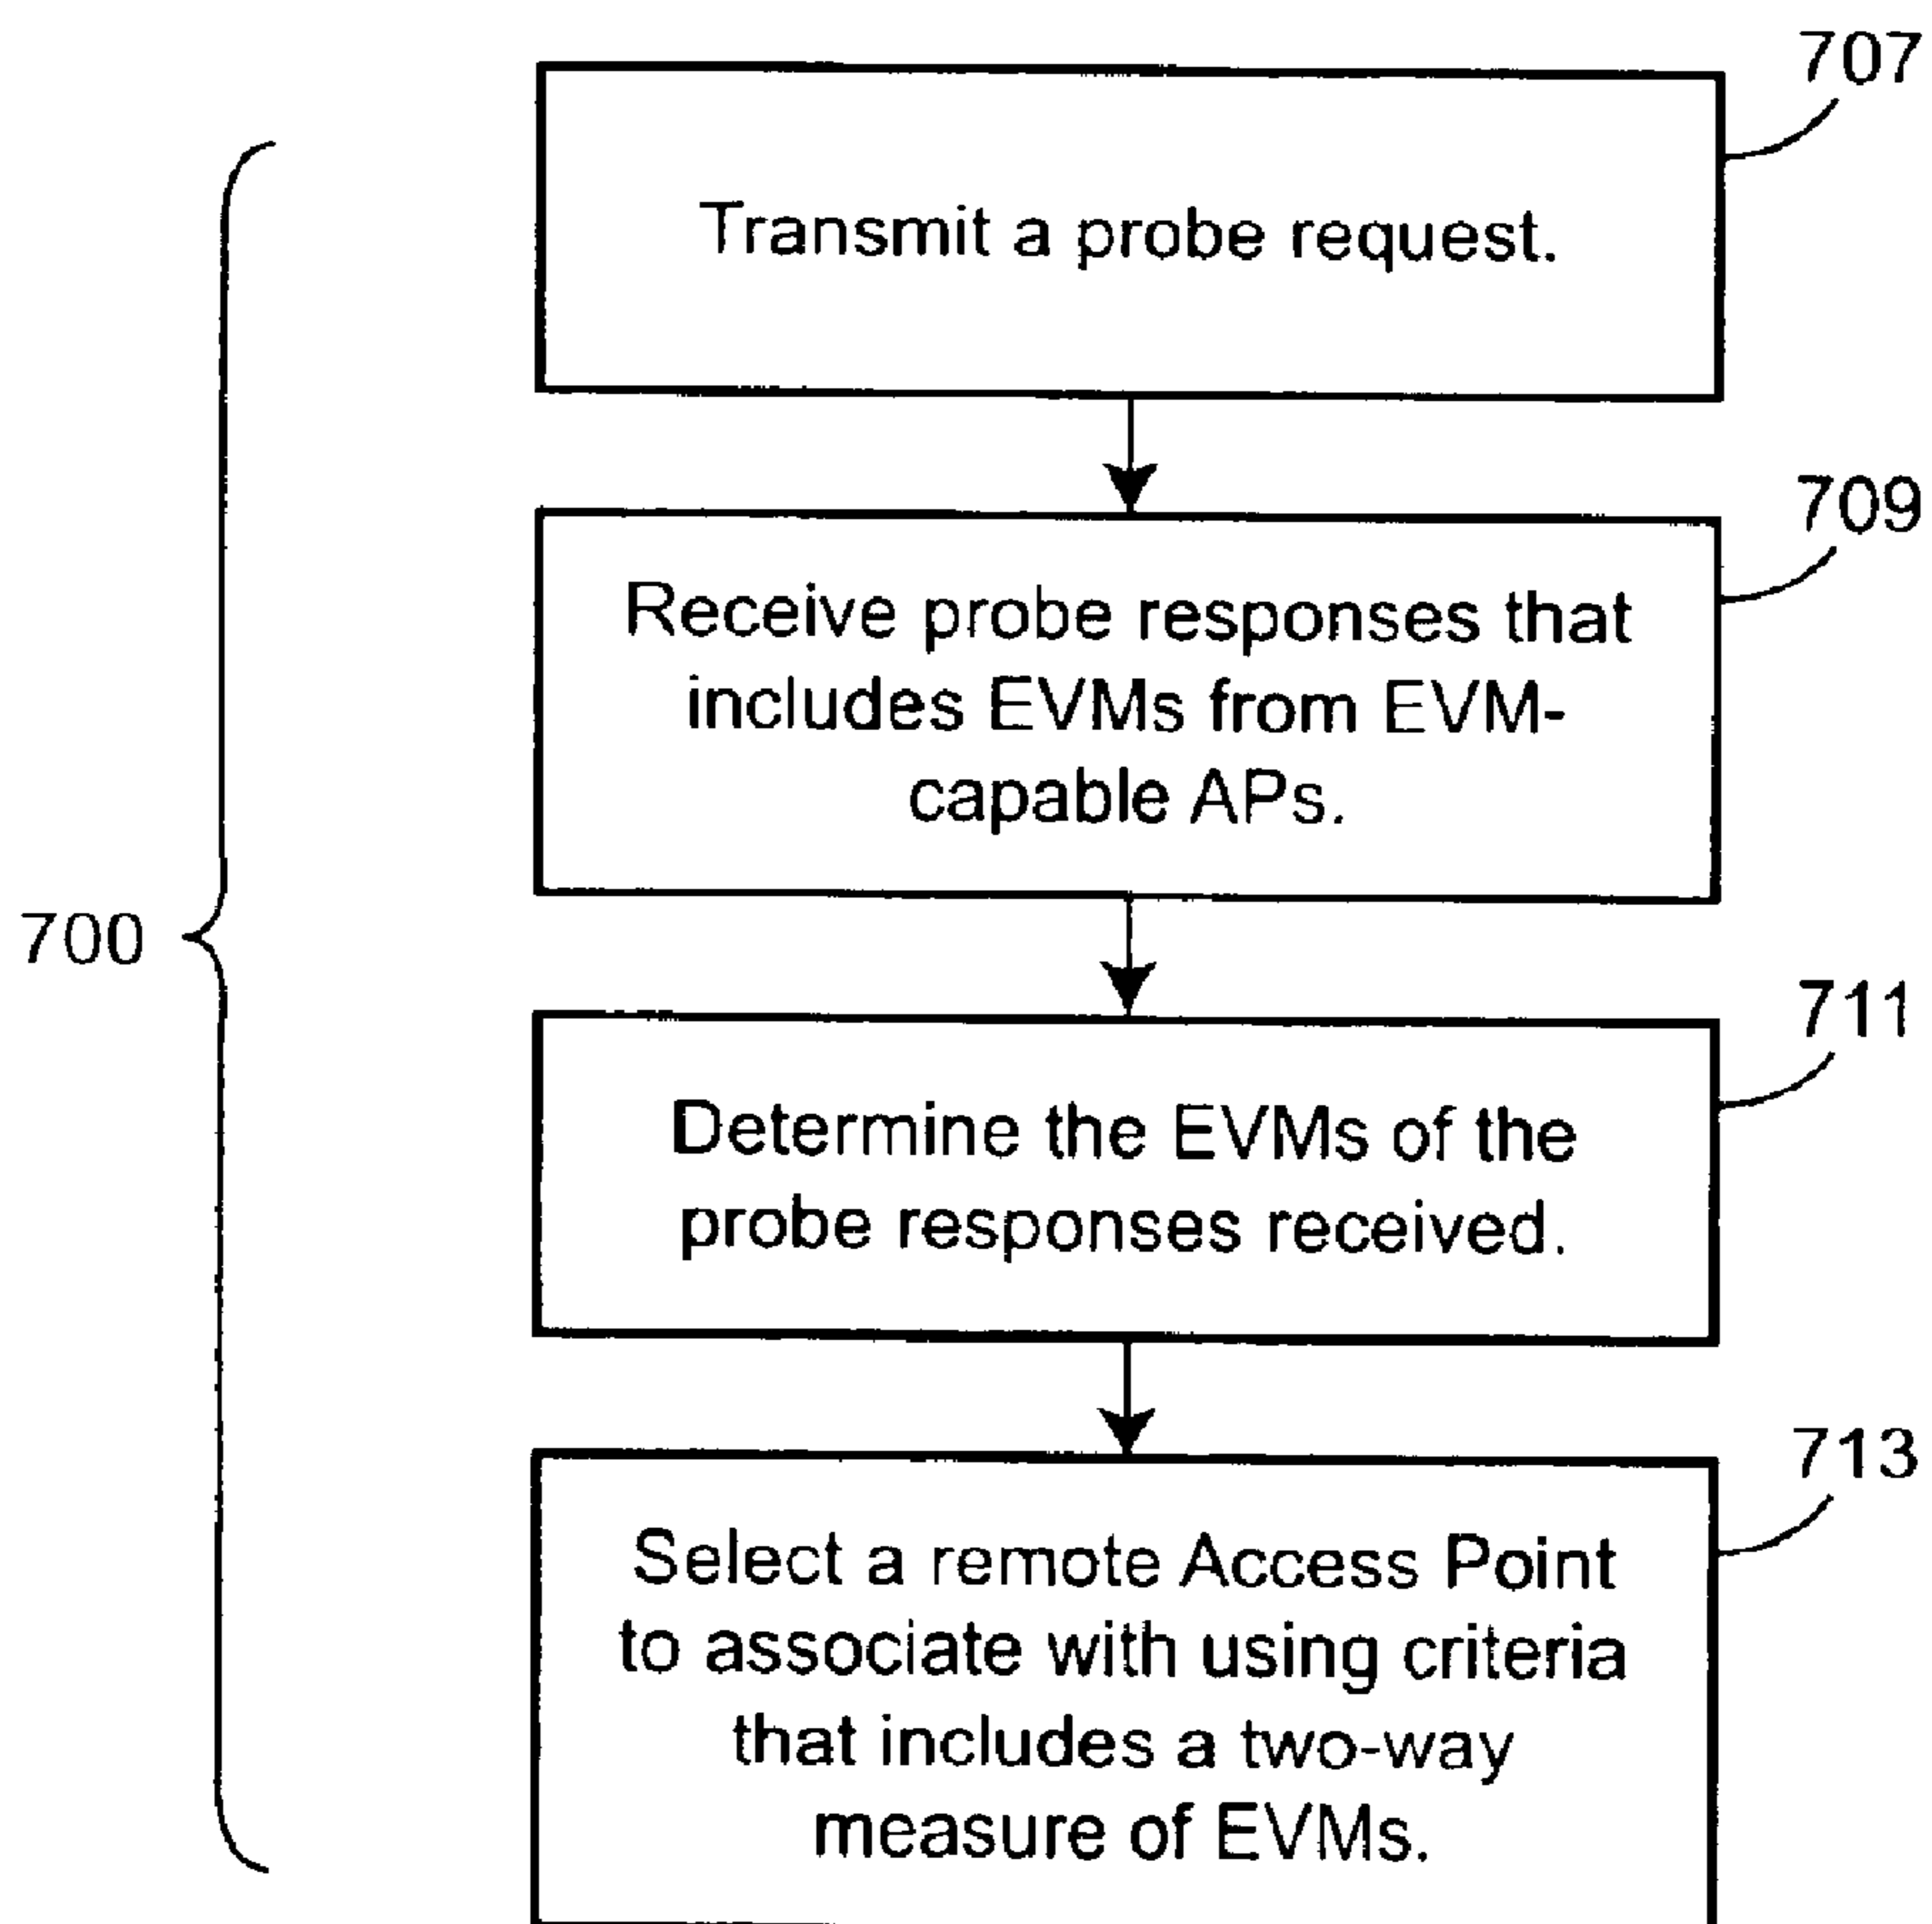 707
Transmit a probe request.
709
Receive probe responses that
includes EVMs from EVM-
capable APs.
700
711
Determine the EVMs of the
probe responses received.
713
Select a remote Access Point
to associate with using criteria
that includes a two-way
measure of EVMs.